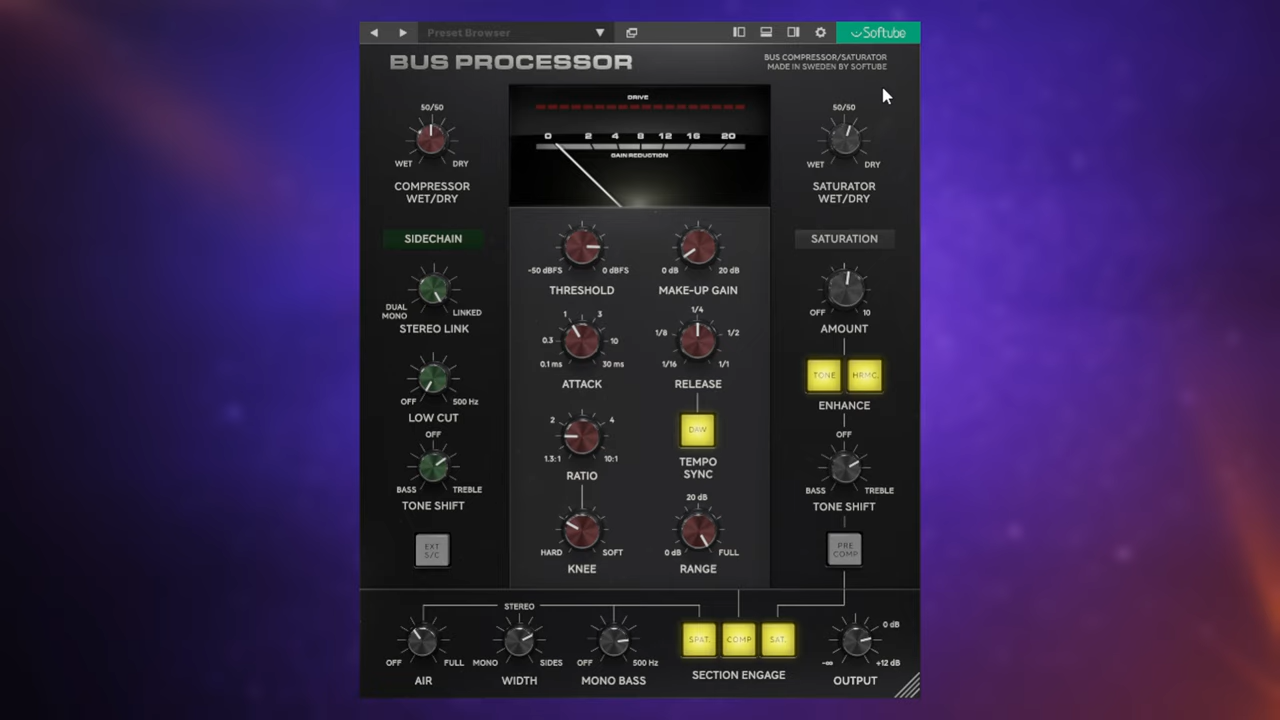 Preset Browser
Softube
BUS PROCESSOR
BUS COMPRESSOR/SATURATOR
MADE IN SWEDEN BY SOFTUBE
50/50
WET DRY
COMPRESSOR
WET/DRY
SIDECHAIN
DUAL
MONO
LINKED
STEREO LINK
OFF 500 Hz
LOW CUT
OFF
BASS TREBLE
TONE SHIFT
EXT
S/C
DRIVE
0 2 4 8 12 16 20
GAIN REDUCTION
-50 dBFS 0 dBFS
THRESHOLD
0 dB 20 dB
MAKE-UP GAIN
1 3
0.3 10
0.1 ms 30 ms
ATTACK
1/4
1/8 1/2
1/16 1/1
RELEASE
2 4
1.3:1 10:1
RATIO
DAW
TEMPO
SYNC
HARD SOFT
KNEE
20 dB
0 dB FULL
RANGE
50/50
WET DRY
SATURATOR
WET/DRY
SATURATION
OFF 10
AMOUNT
TONE HRMC.
ENHANCE
OFF
BASS TREBLE
TONE SHIFT
PRE
COMP
STEREO
OFF FULL
AIR
MONO SIDES
WIDTH
OFF 500 Hz
MONO BASS
SPAT. COMP SAT.
SECTION ENGAGE
0 dB
-∞ +12 dB
OUTPUT